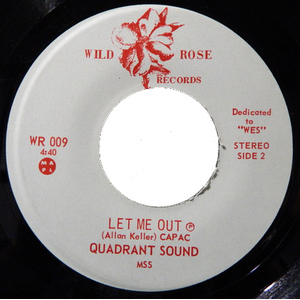 WILD ROSE
RECORDS
Dedicated
to
"WES"
WR 009
4:40
M A
P L
STEREO
SIDE 2
LET ME OUT ℗
(Allan Keller) CAPAC
QUADRANT SOUND
MSS